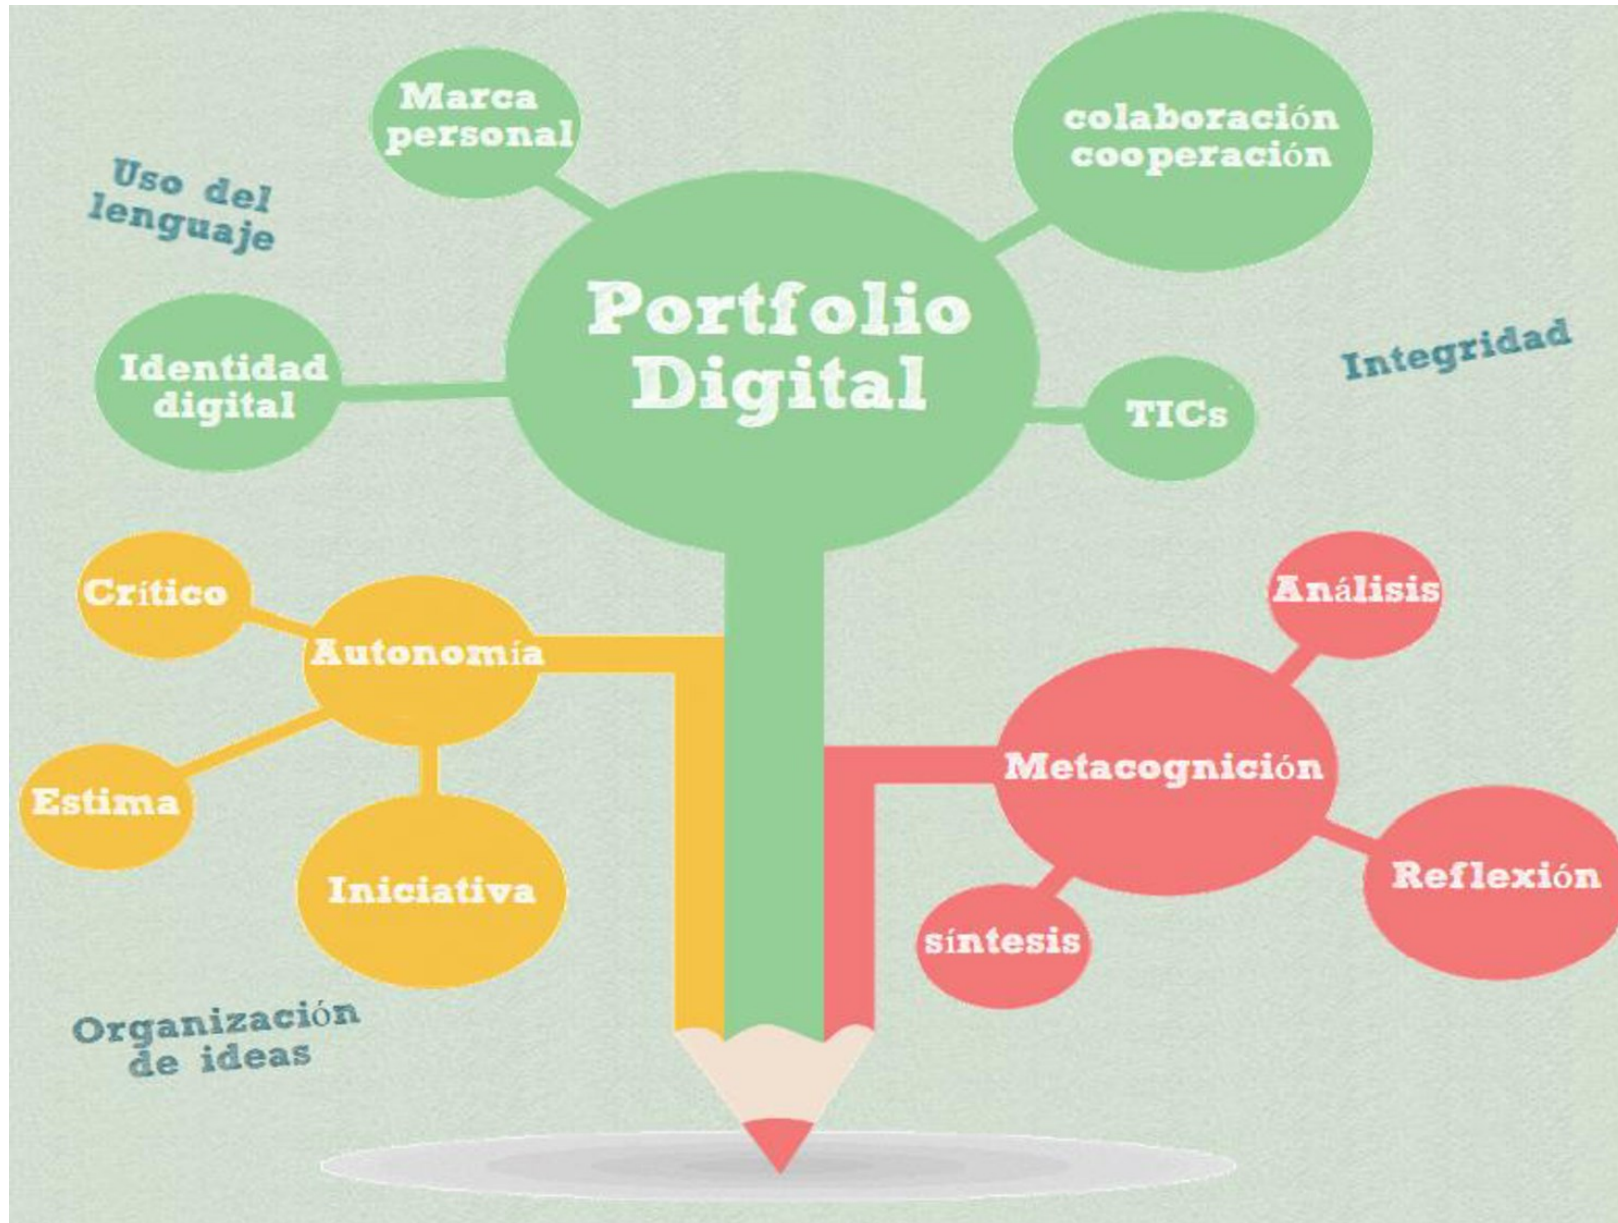 Marca
personal
colaboración
cooperación
Uso del
lenguaje
Portfolio
Digital
Integridad
Identidad
digital
TICs
Crítico
Análisis
Autonomía
Metacognición
Estima
Iniciativa
Reflexión
síntesis
Organización
de ideas